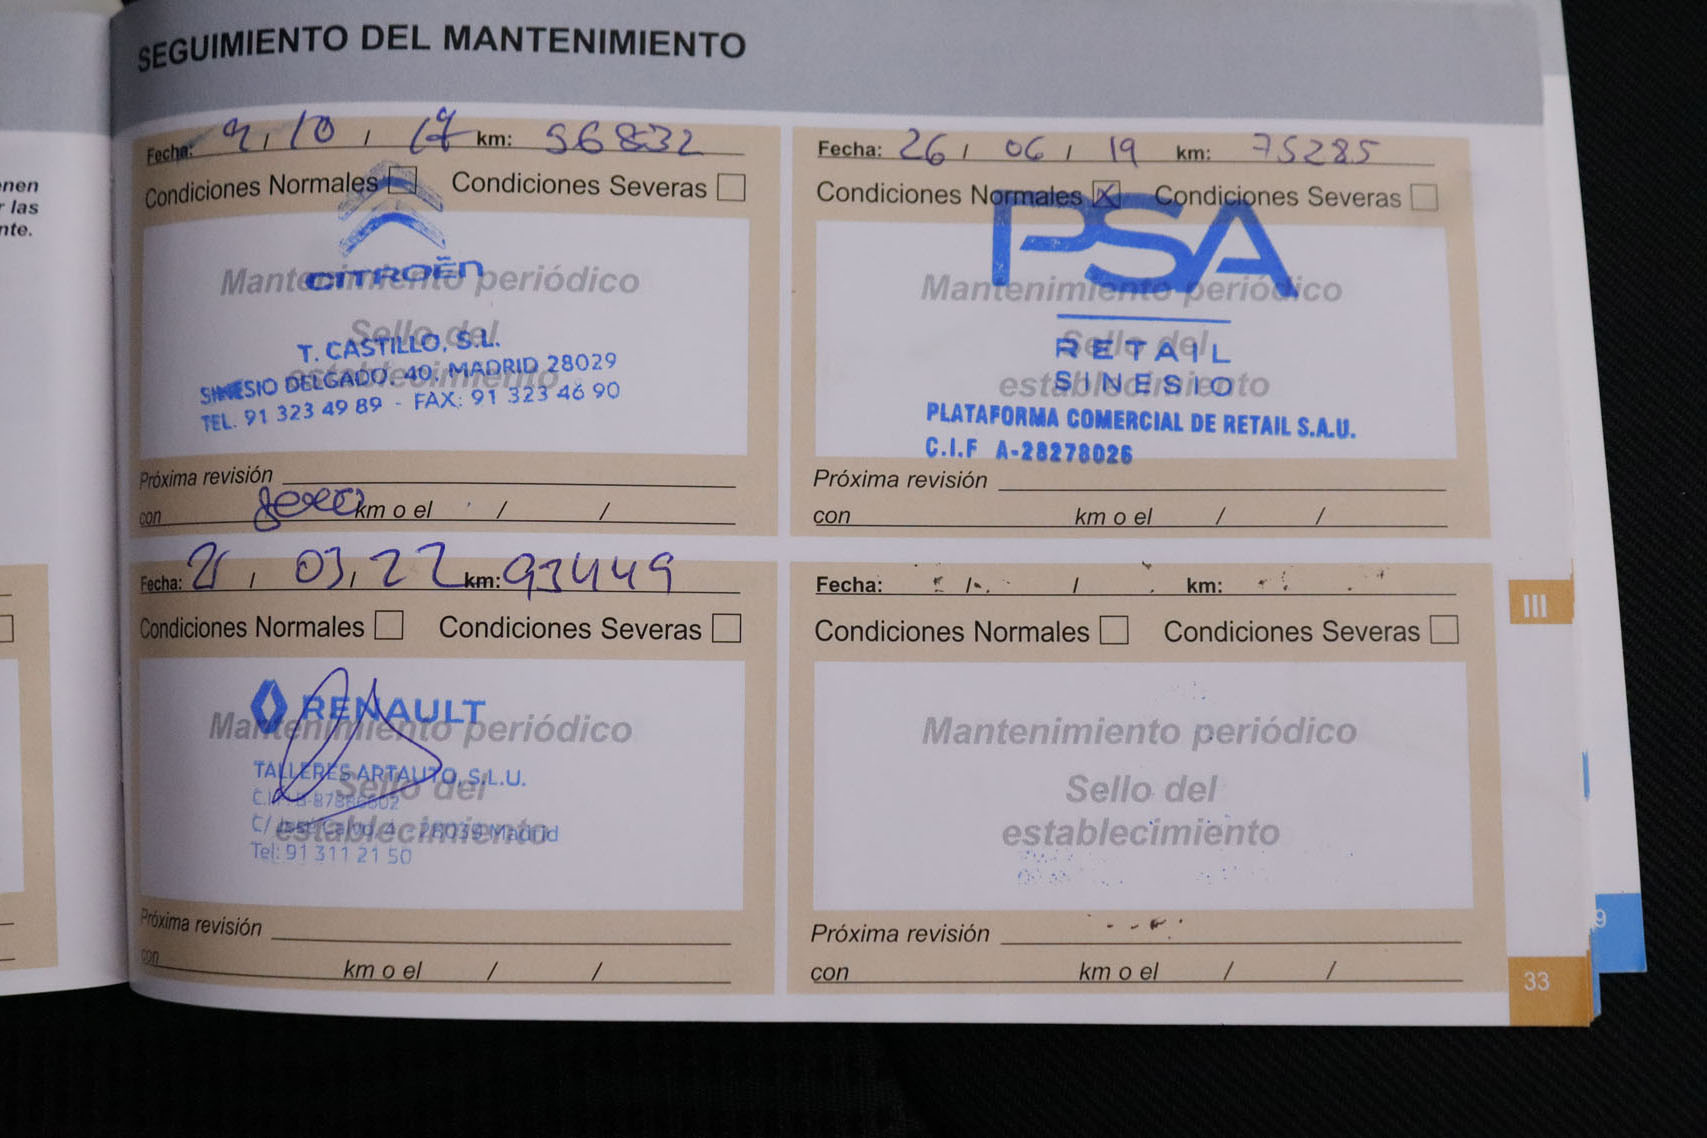 SEGUIMIENTO DEL MANTENIMIENTO
nen
r las
nte.
Fecha: 9 / 10 / 17 km: 56832
Condiciones Normales Condiciones Severas
CITROËN
Mantenimiento periódico
Sello del
establecimiento
T. CASTILLO, S.L.
SINESIO DELGADO, 40. MADRID 28029
TEL. 91 323 49 89 - FAX: 91 323 46 90
Próxima revisión
con km o el / /
Fecha: 26 / 06 / 19 km: 75285
Condiciones Normales X Condiciones Severas
PSA
Mantenimiento periódico
Sello del
establecimiento
RETAIL
SINESIO
PLATAFORMA COMERCIAL DE RETAIL S.A.U.
C.I.F A-28278026
Próxima revisión
con km o el / /
Fecha: 21 / 03 / 22 km: 93449
Condiciones Normales Condiciones Severas
RENAULT
Mantenimiento periódico
Sello del
establecimiento
TALLERES ARTAUTO, S.L.U.
Madrid
Tel: 91 311 21 50
Próxima revisión
con km o el / /
Fecha: / / km:
Condiciones Normales Condiciones Severas
Mantenimiento periódico
Sello del
establecimiento
Próxima revisión
con km o el / /
III
9
33